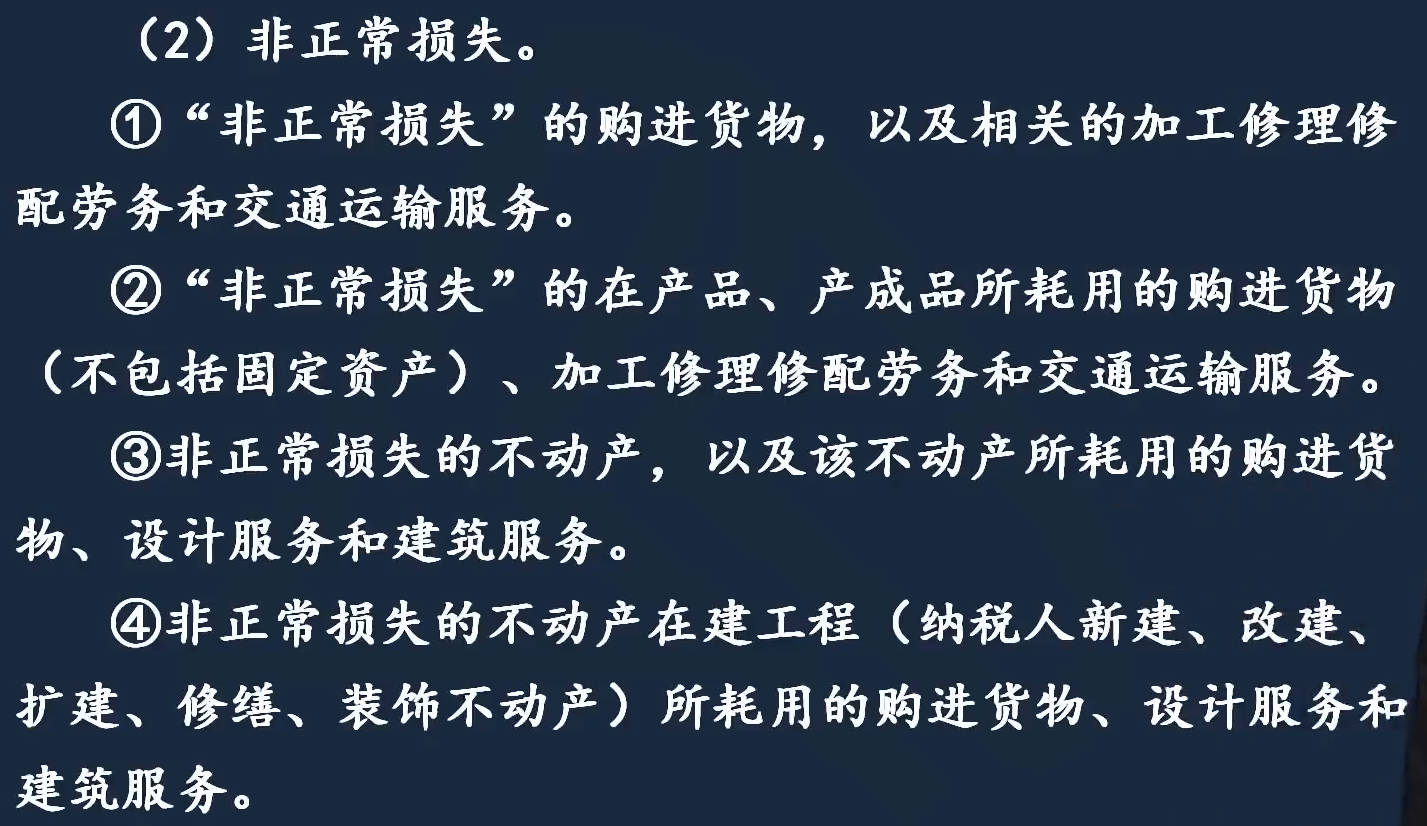 （2）非正常损失。
①“非正常损失”的购进货物，以及相关的加工修理修
配劳务和交通运输服务。
②“非正常损失”的在产品、产成品所耗用的购进货物
（不包括固定资产）、加工修理修配劳务和交通运输服务。
③非正常损失的不动产，以及该不动产所耗用的购进货
物、设计服务和建筑服务。
④非正常损失的不动产在建工程（纳税人新建、改建、
扩建、修缮、装饰不动产）所耗用的购进货物、设计服务和
建筑服务。